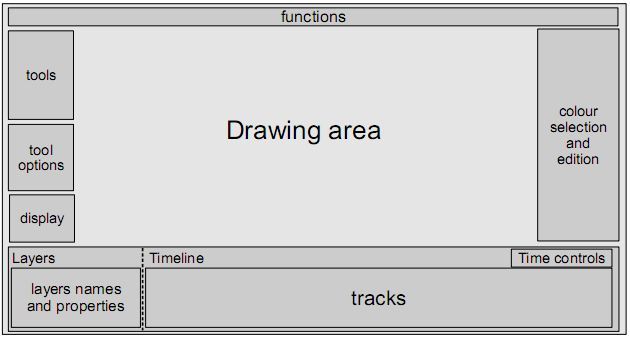 functions
tools
Drawing area
colour
selection
and
edition
tool
options
display
Layers
Timeline
Time controls
layers names
and properties
tracks